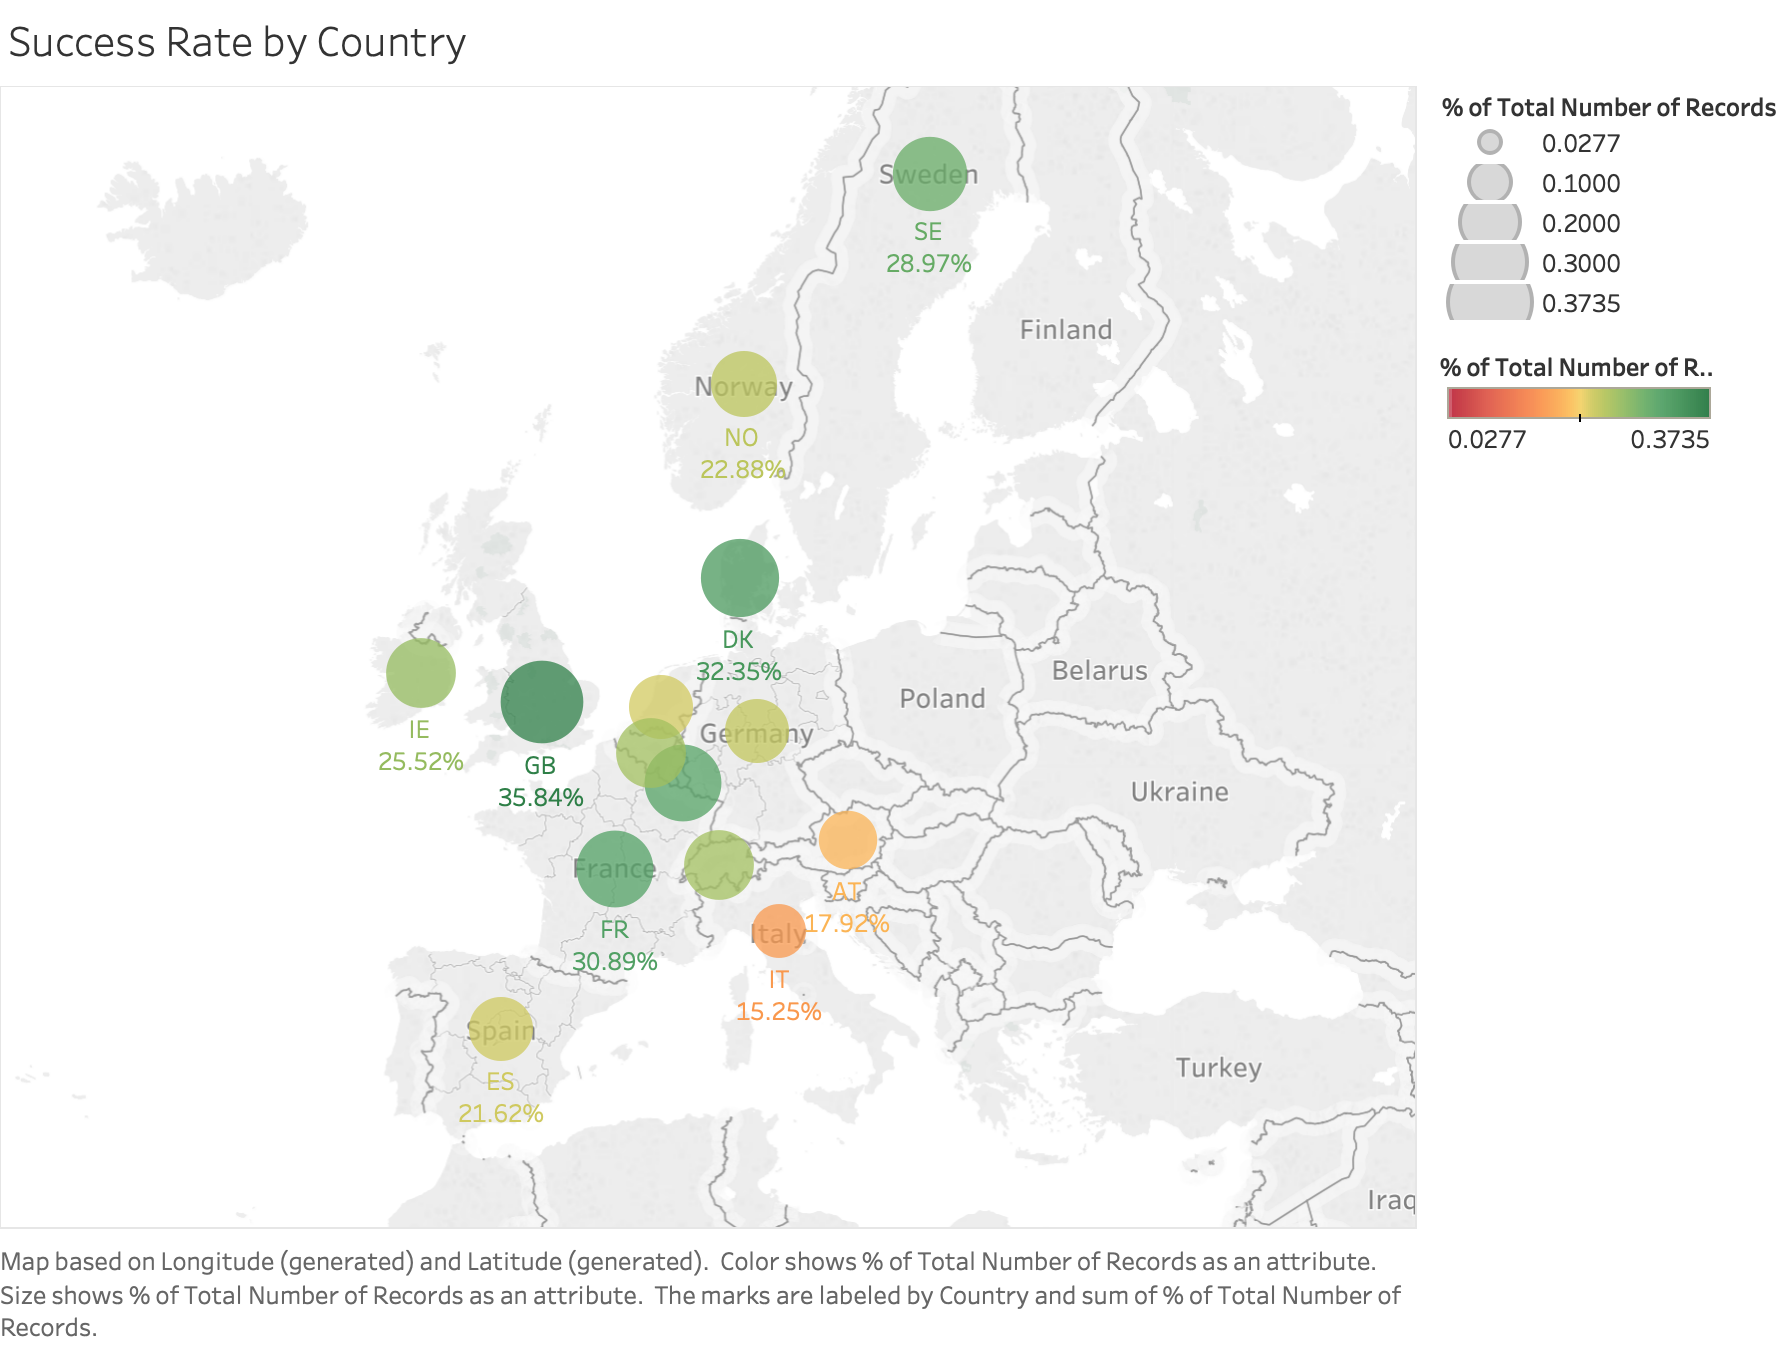 Success Rate by Country
% of Total Number of Records
0.0277
0.1000
0.2000
0.3000
0.3735
% of Total Number of R..
0.0277
0.3735
Sweden
SE
28.97%
Finland
Norway
NO
22.88%
DK
32.35%
IE
25.52%
GB
35.84%
Germany
Poland
Belarus
Ukraine
France
FR
30.89%
AT
17.92%
Italy
IT
15.25%
Spain
ES
21.62%
Turkey
Iraq
Map based on Longitude (generated) and Latitude (generated).  Color shows % of Total Number of Records as an attribute.
Size shows % of Total Number of Records as an attribute.  The marks are labeled by Country and sum of % of Total Number of
Records.